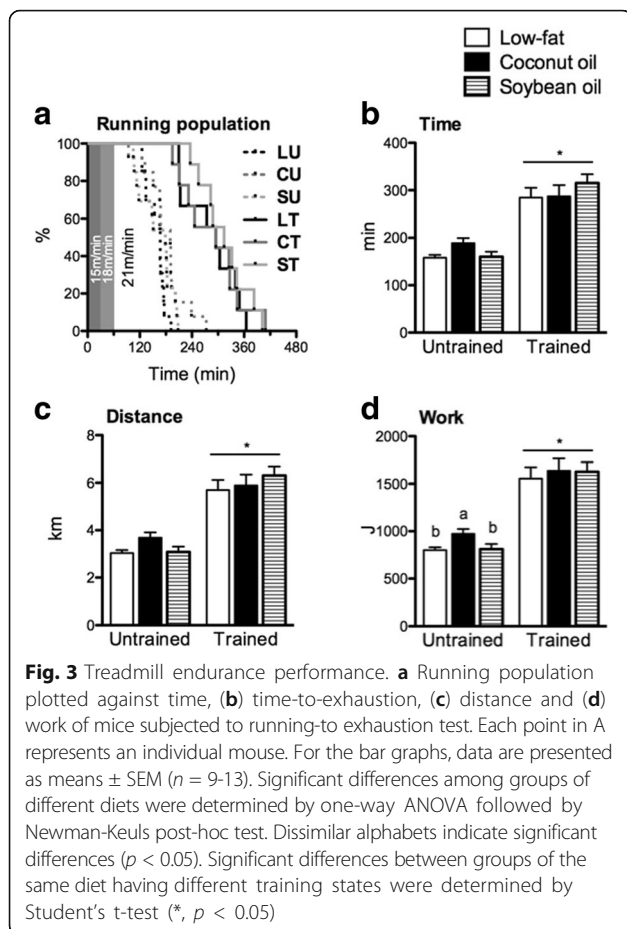 Low-fat
Coconut oil
Soybean oil
a
Running population
100
80
60
40
20
0
%
15m/min
18m/min
21m/min
LU
CU
SU
LT
CT
ST
0 120 240 360 480
Time (min)
b
Time
400
300
200
100
0
min
*
Untrained Trained
c
Distance
8
6
4
2
0
km
*
Untrained Trained
d
Work
2000
1500
1000
500
0
J
b a b
*
Untrained Trained
Fig. 3 Treadmill endurance performance. a Running population
plotted against time, (b) time-to-exhaustion, (c) distance and (d)
work of mice subjected to running-to exhaustion test. Each point in A
represents an individual mouse. For the bar graphs, data are presented
as means ± SEM (n = 9-13). Significant differences among groups of
different diets were determined by one-way ANOVA followed by
Newman-Keuls post-hoc test. Dissimilar alphabets indicate significant
differences (p < 0.05). Significant differences between groups of the
same diet having different training states were determined by
Student's t-test (*, p < 0.05)